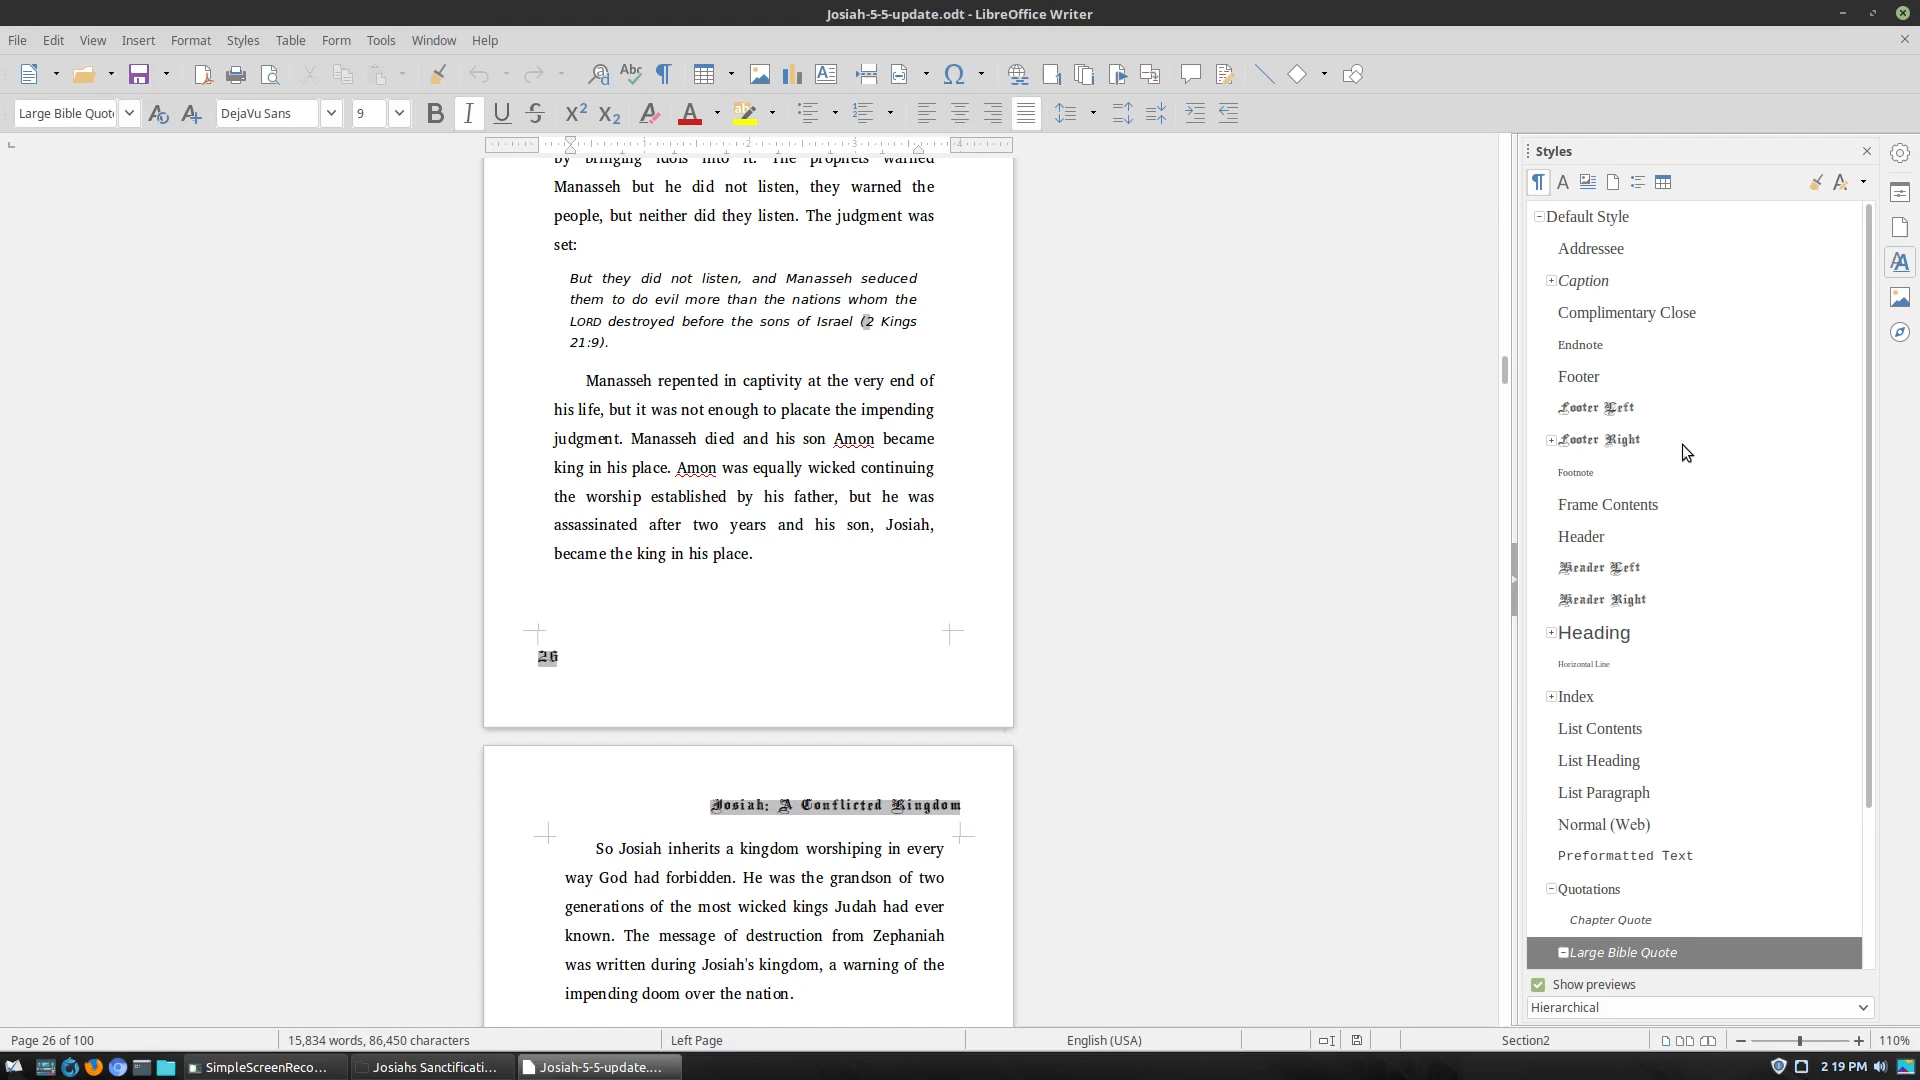 Josiah-5-5-update.odt - LibreOffice Writer
File Edit View Insert Format Styles Table Form Tools Window Help
Large Bible Quot DejaVu Sans 9
by bringing idols into it. The prophets warned
Manasseh but he did not listen, they warned the
people, but neither did they listen. The judgment was
set:
But they did not listen, and Manasseh seduced
them to do evil more than the nations whom the
LORD destroyed before the sons of Israel (2 Kings
21:9).
Manasseh repented in captivity at the very end of
his life, but it was not enough to placate the impending
judgment. Manasseh died and his son Amon became
king in his place. Amon was equally wicked continuing
the worship established by his father, but he was
assassinated after two years and his son, Josiah,
became the king in his place.
26
Josiah: A Conflicted Kingdom
So Josiah inherits a kingdom worshiping in every
way God had forbidden. He was the grandson of two
generations of the most wicked kings Judah had ever
known. The message of destruction from Zephaniah
was written during Josiah's kingdom, a warning of the
impending doom over the nation.
Styles
Default Style
Addressee
Caption
Complimentary Close
Endnote
Footer
Footer Left
Footer Right
Footnote
Frame Contents
Header
Header Left
Header Right
Heading
Horizontal Line
Index
List Contents
List Heading
List Paragraph
Normal (Web)
Preformatted Text
Quotations
Chapter Quote
Large Bible Quote
Show previews
Hierarchical
Page 26 of 100 15,834 words, 86,450 characters Left Page English (USA) Section2 110%
SimpleScreenReco... Josiahs Sanctificati... Josiah-5-5-update.... 2 19 PM